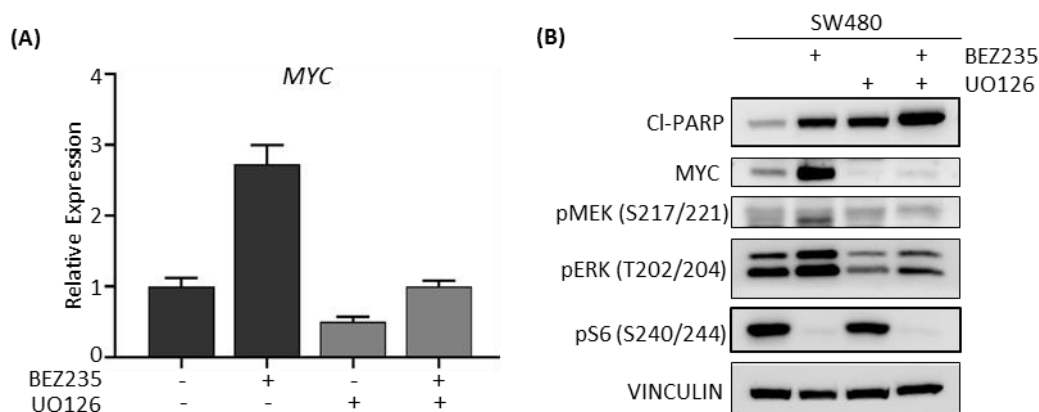 (A)
MYC
Relative Expression
4
3
2
1
0
BEZ235 - + - +
UO126 - - + +
(B)
SW480
+ + BEZ235
+ + UO126
Cl-PARP
MYC
pMEK (S217/221)
pERK (T202/204)
pS6 (S240/244)
VINCULIN